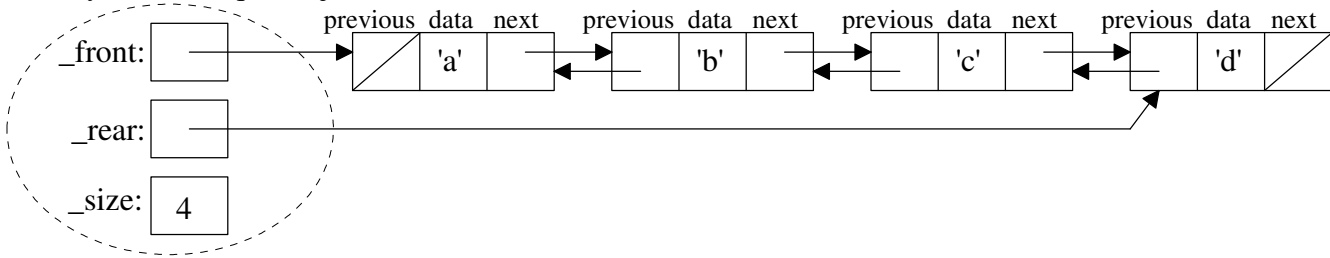 previous data next previous data next previous data next previous data next
_front: 'a' 'b' 'c' 'd'
_rear:
_size: 4